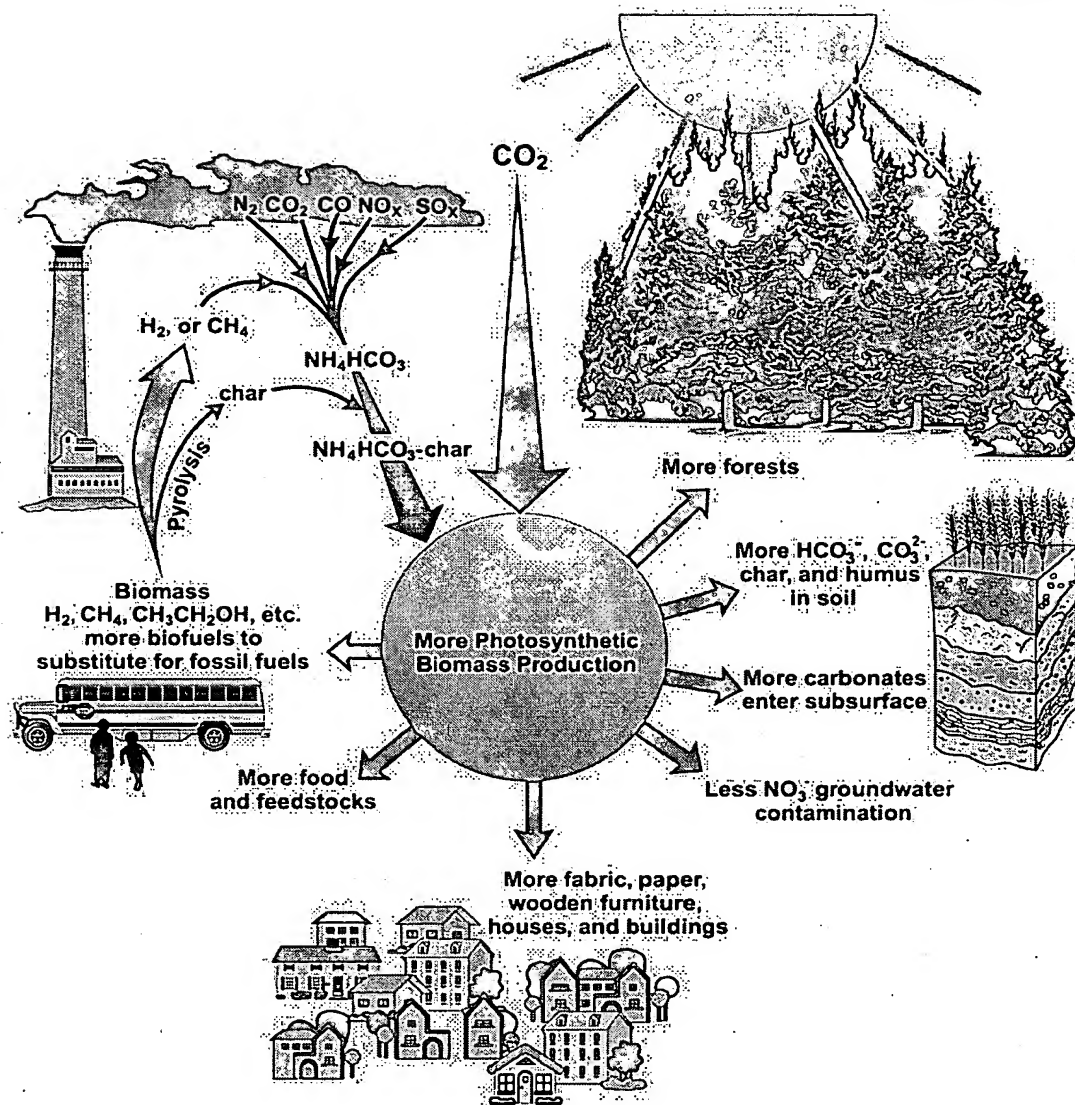 CO₂
N₂ CO₂ CO NOₓ SOₓ
H₂, or CH₄
NH₄HCO₃
char
NH₄HCO₃-char
Pyrolysis
More forests
More HCO₃⁻, CO₃²⁻,
char, and humus
in soil
Biomass
H₂, CH₄, CH₃CH₂OH, etc.
more biofuels to
substitute for fossil fuels
More Photosynthetic
Biomass Production
More carbonates
enter subsurface
More food
and feedstocks
Less NO₃⁻ groundwater
contamination
More fabric, paper,
wooden furniture,
houses, and buildings